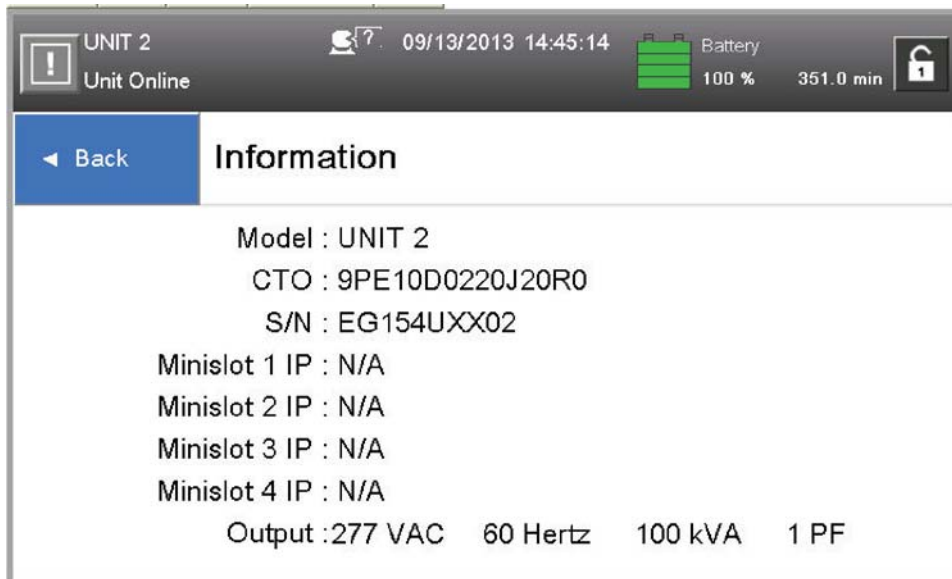 UNIT 2
Unit Online
? 09/13/2013 14:45:14
Battery
100 % 351.0 min
1
◄ Back
Information
Model : UNIT 2
CTO : 9PE10D0220J20R0
S/N : EG154UXX02
Minislot 1 IP : N/A
Minislot 2 IP : N/A
Minislot 3 IP : N/A
Minislot 4 IP : N/A
Output :277 VAC 60 Hertz 100 kVA 1 PF